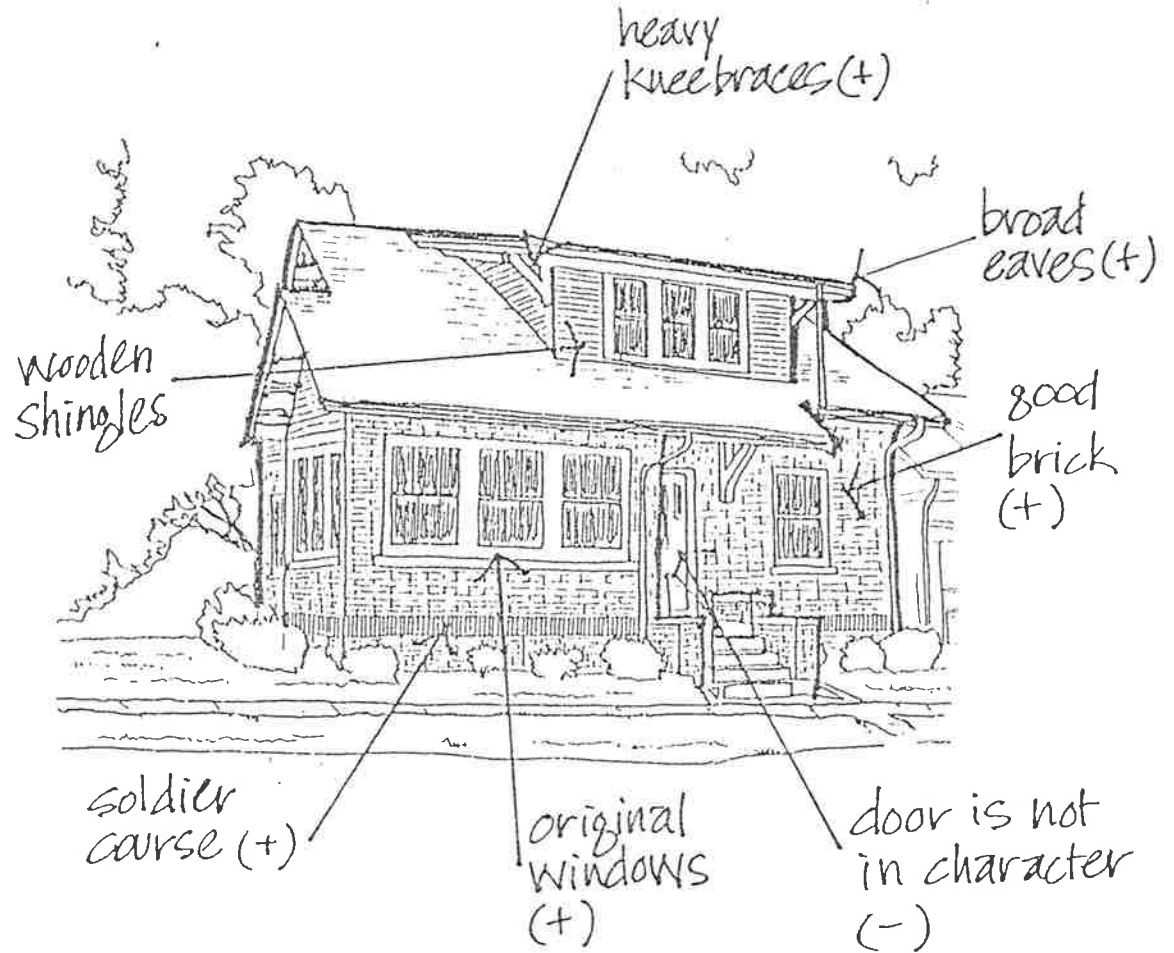 heavy
kneebraces (+)
broad
eaves (+)
wooden
shingles
good
brick
(+)
soldier
course (+)
original
windows
(+)
door is not
in character
(-)